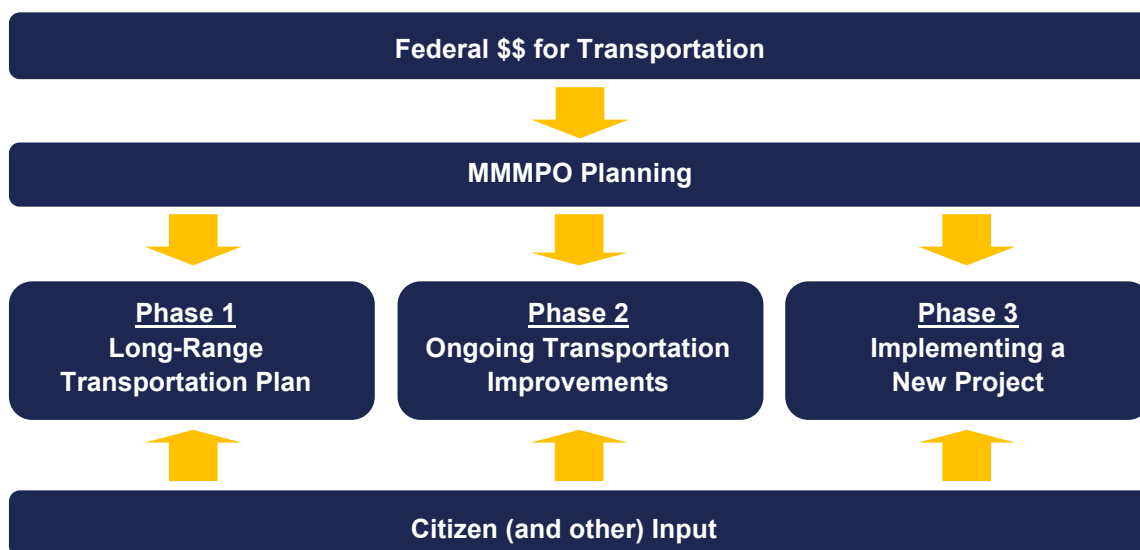 Federal $$ for Transportation
MMMPO Planning
Phase 1
Long-Range
Transportation Plan
Phase 2
Ongoing Transportation
Improvements
Phase 3
Implementing a
New Project
Citizen (and other) Input